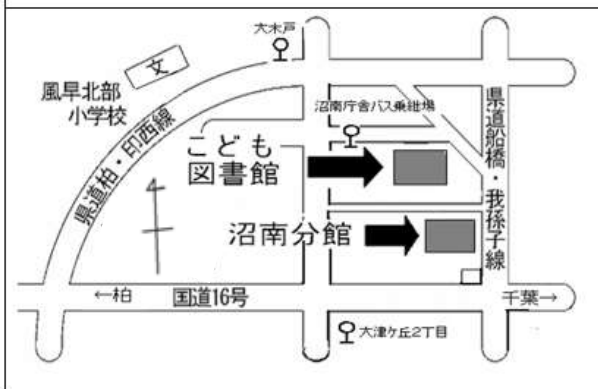 大木戸
文
風早北部
小学校
県道柏・印西線
沼南庁舎バス乗継場
県道船橋・我孫子線
こども
図書館
沼南分館
←柏
国道16号
千葉→
大津ケ丘2丁目